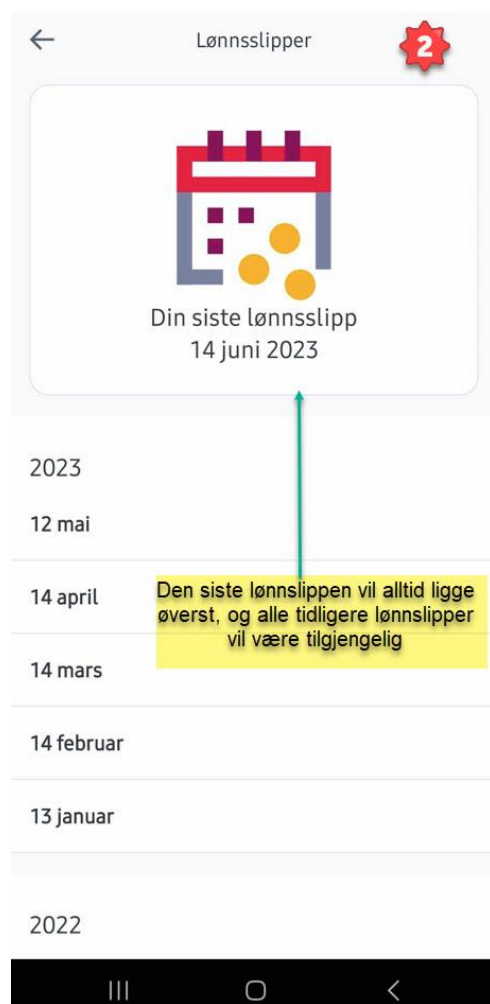 Lønnsslipper
2
Din siste lønnsslipp
14 juni 2023
2023
12 mai
14 april
Den siste lønnslippen vil alltid ligge
øverst, og alle tidligere lønnslipper
vil være tilgjengelig
14 mars
14 februar
13 januar
2022